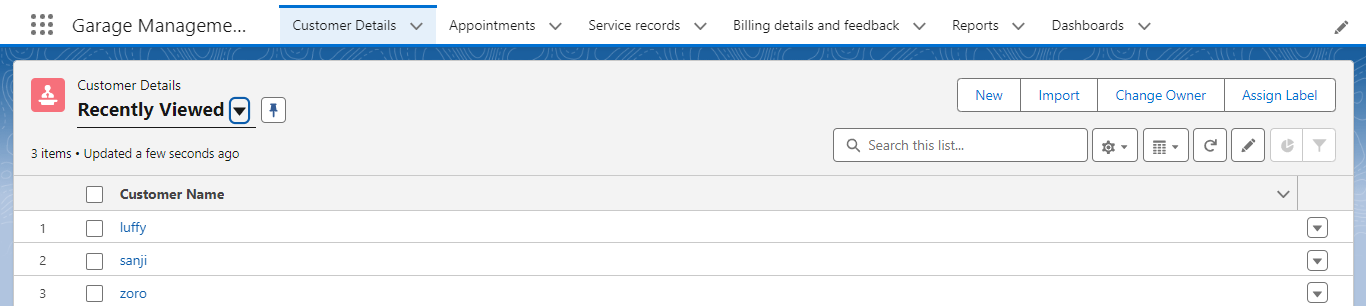 Garage Manageme... Customer Details Appointments Service records Billing details and feedback Reports Dashboards
Customer Details
Recently Viewed
New Import Change Owner Assign Label
3 items • Updated a few seconds ago
Search this list...
Customer Name
1 luffy
2 sanji
3 zoro